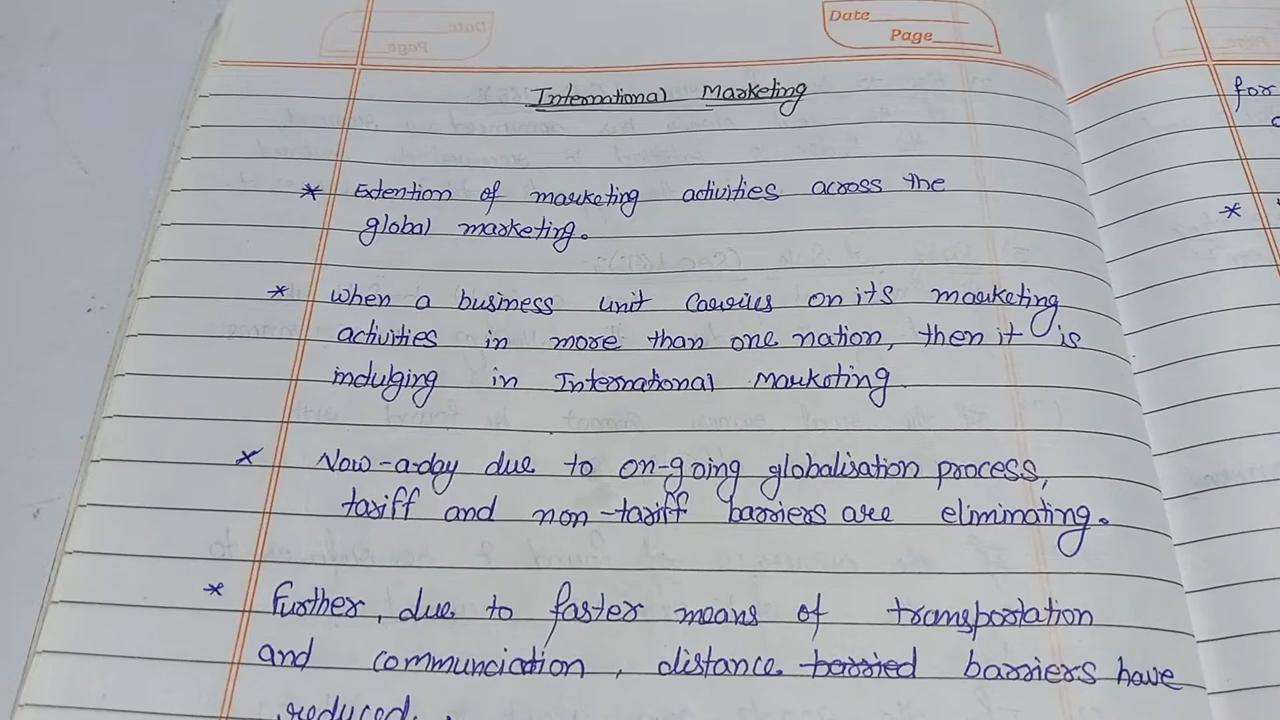 Date
Page
International Marketing
* Extention of marketing activities across the
global marketing.
* When a business unit carries on its marketing
activities in more than one nation, then it is
indulging in International Marketing
* Now-a-day due to on-going globalisation process,
tariff and non-tariff barriers are eliminating.
* Further, due to faster means of transportation
and communciation, distance barried barriers have
reduced.
for
*